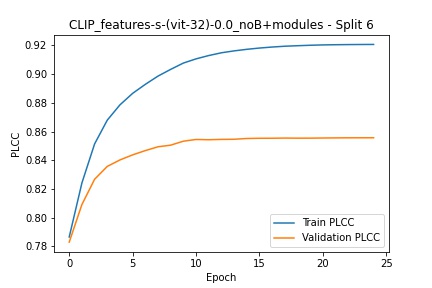 CLIP_features-s-(vit-32)-0.0_noB+modules - Split 6
PLCC
0.92
0.90
0.88
0.86
0.84
0.82
0.80
0.78
0 5 10 15 20 25
Epoch
Train PLCC
Validation PLCC